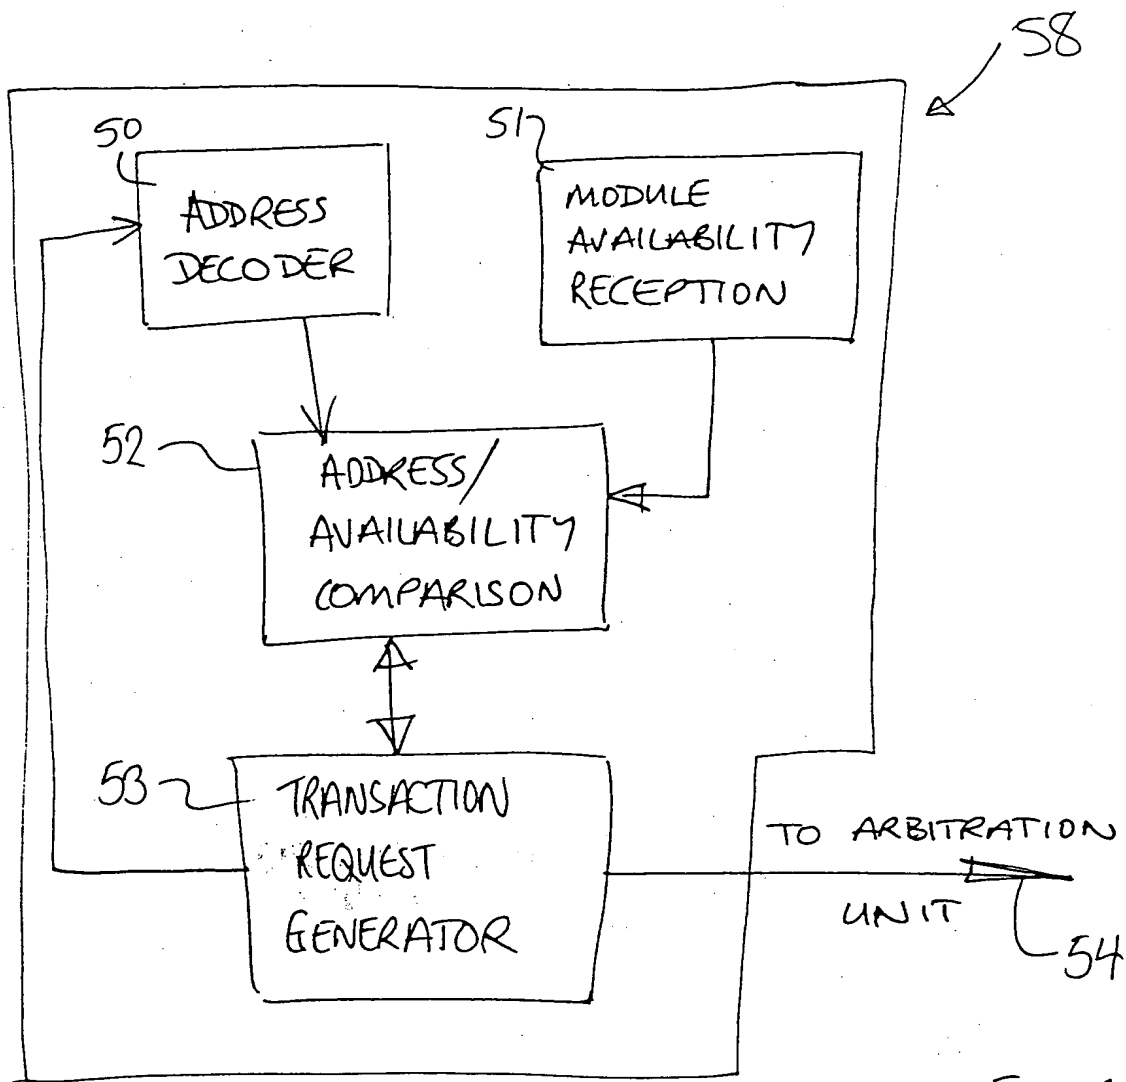 58
50
ADDRESS
DECODER
51
MODULE
AVAILABILITY
RECEPTION
52
ADDRESS/
AVAILABILITY
COMPARISON
53
TRANSACTION
REQUEST
GENERATOR
TO ARBITRATION
UNIT
54